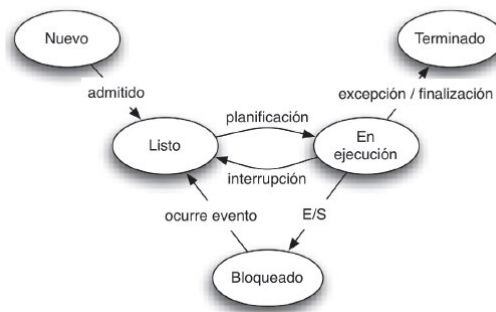 Nuevo
Terminado
admitido
excepción / finalización
planificación
Listo
En
ejecución
interrupción
ocurre evento
E/S
Bloqueado